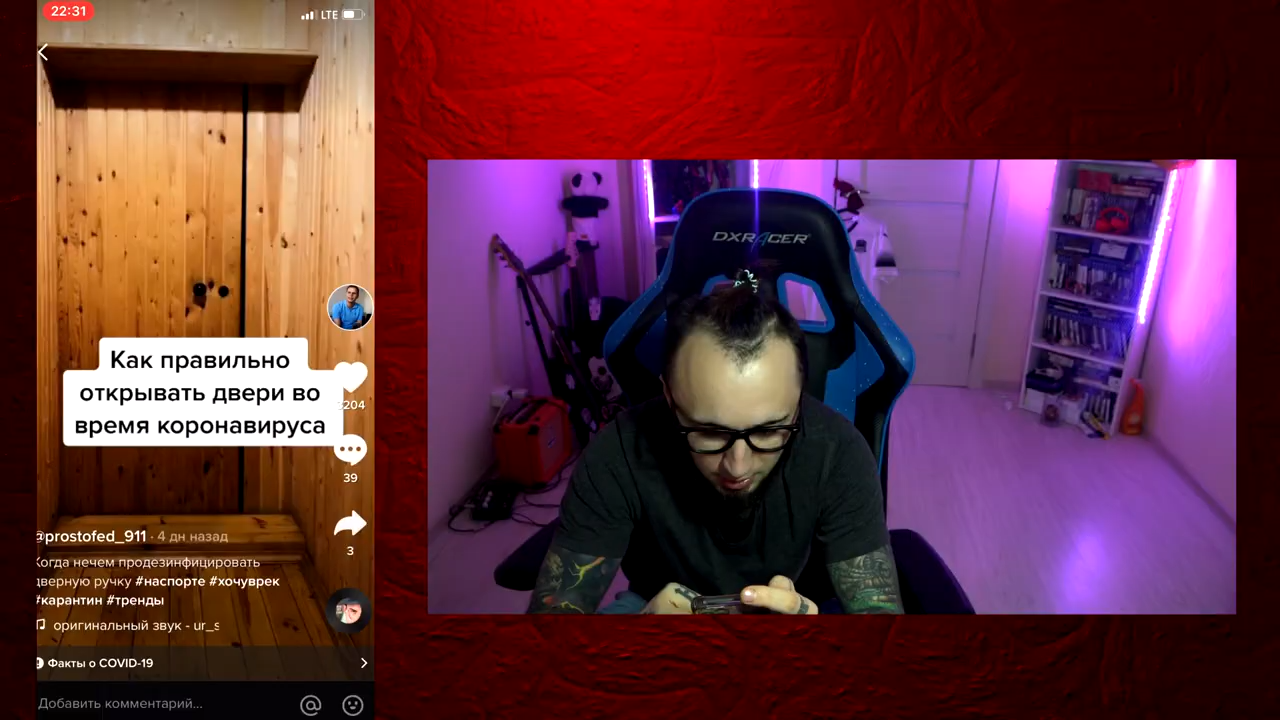 22:31
LTE
Как правильно
открывать двери во
время коронавируса
204
39
3
@prostofed_911 · 4 дн назад
Когда нечем продезинфицировать
дверную ручку #наспорте #хочуврек
#карантин #тренды
оригинальный звук - ur_s
Факты о COVID-19
Добавить комментарий...
DXRACER